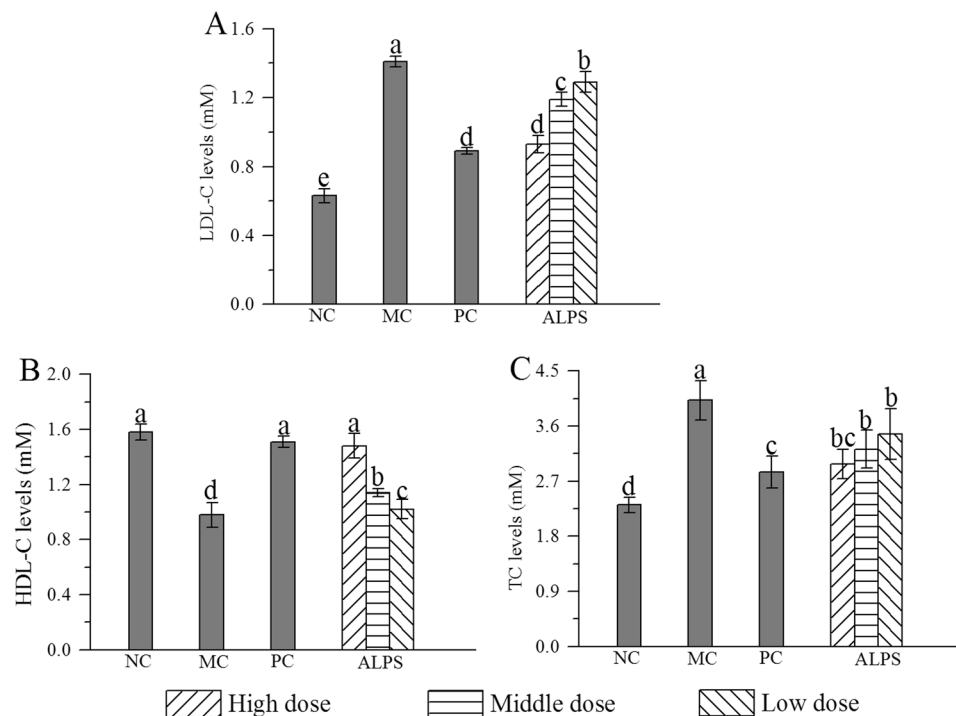 A
1.6
1.2
0.8
0.4
0.0
LDL-C levels (mM)
e
a
d
d
c
b
NC MC PC ALPS
B
2.0
1.6
1.2
0.8
0.4
0.0
HDL-C levels (mM)
a
d
a
a
b
c
NC MC PC ALPS
C
4.5
3.6
2.7
1.8
0.9
0.0
TC levels (mM)
d
a
c
bc
b
b
NC MC PC ALPS
High dose Middle dose Low dose